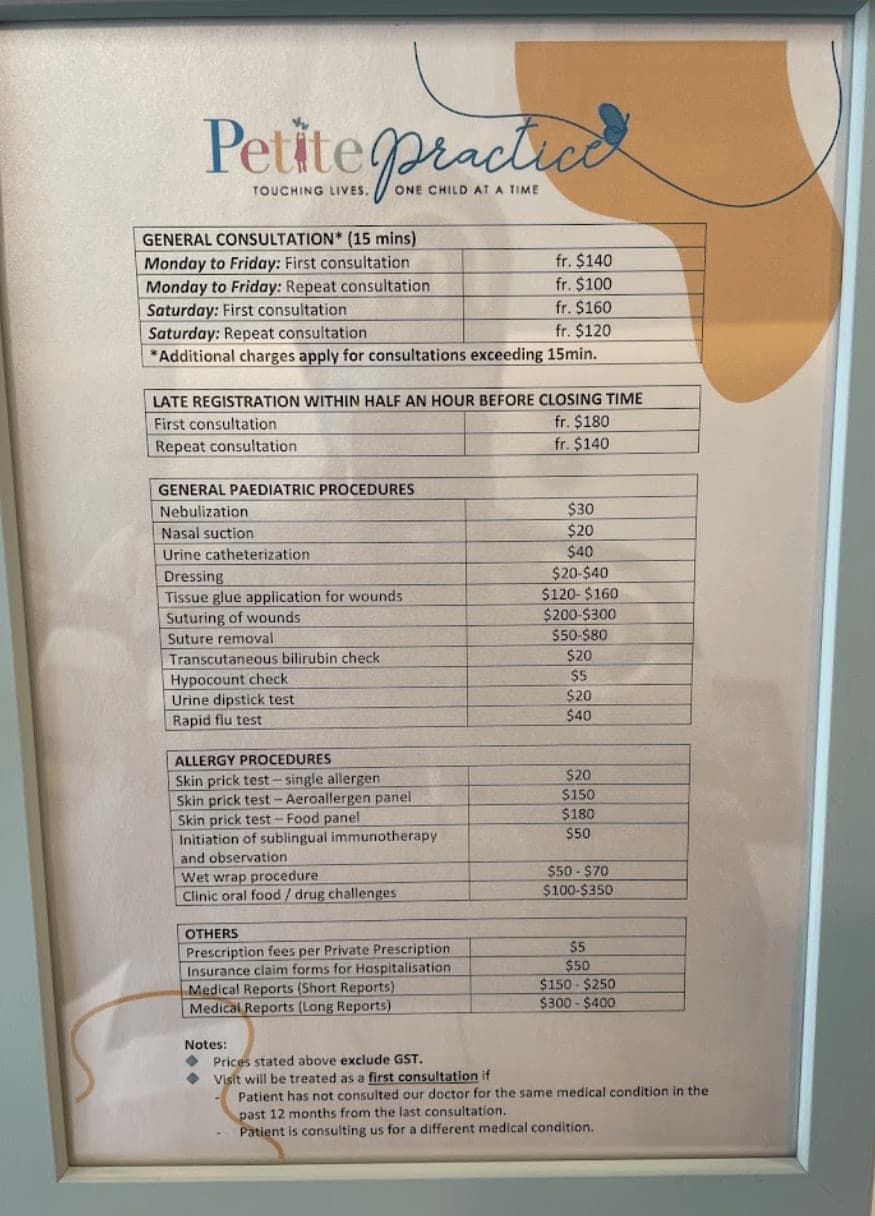 Petite practice
TOUCHING LIVES, ONE CHILD AT A TIME
GENERAL CONSULTATION* (15 mins)
Monday to Friday: First consultation fr. $140
Monday to Friday: Repeat consultation fr. $100
Saturday: First consultation fr. $160
Saturday: Repeat consultation fr. $120
*Additional charges apply for consultations exceeding 15min.
LATE REGISTRATION WITHIN HALF AN HOUR BEFORE CLOSING TIME
First consultation fr. $180
Repeat consultation fr. $140
GENERAL PAEDIATRIC PROCEDURES
Nebulization $30
Nasal suction $20
Urine catheterization $40
Dressing $20-$40
Tissue glue application for wounds $120- $160
Suturing of wounds $200-$300
Suture removal $50-$80
Transcutaneous bilirubin check $20
Hypocount check $5
Urine dipstick test $20
Rapid flu test $40
ALLERGY PROCEDURES
Skin prick test – single allergen $20
Skin prick test – Aeroallergen panel $150
Skin prick test – Food panel $180
Initiation of sublingual immunotherapy $50
and observation
Wet wrap procedure $50 - $70
Clinic oral food / drug challenges $100-$350
OTHERS
Prescription fees per Private Prescription $5
Insurance claim forms for Hospitalisation $50
Medical Reports (Short Reports) $150 - $250
Medical Reports (Long Reports) $300 - $400
Notes:
Prices stated above exclude GST.
Visit will be treated as a first consultation if
- Patient has not consulted our doctor for the same medical condition in the
past 12 months from the last consultation.
- Patient is consulting us for a different medical condition.